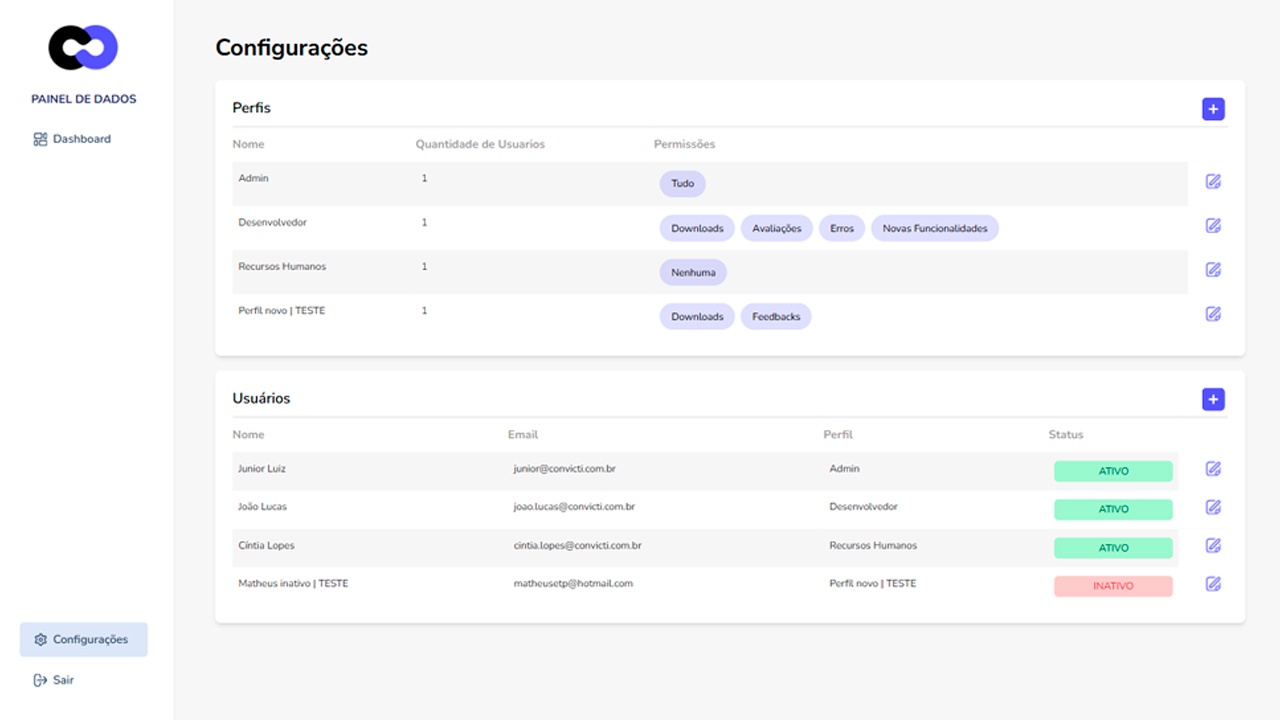 PAINEL DE DADOS
Dashboard
Configurações
Sair
Configurações
Perfis
+
Nome Quantidade de Usuarios Permissões
Admin 1 Tudo
Desenvolvedor 1 Downloads Avaliações Erros Novas Funcionalidades
Recursos Humanos 1 Nenhuma
Perfil novo | TESTE 1 Downloads Feedbacks
Usuários
+
Nome Email Perfil Status
Junior Luiz junior@convicti.com.br Admin ATIVO
João Lucas joao.lucas@convicti.com.br Desenvolvedor ATIVO
Cíntia Lopes cintia.lopes@convicti.com.br Recursos Humanos ATIVO
Matheus inativo | TESTE matheusetp@hotmail.com Perfil novo | TESTE INATIVO